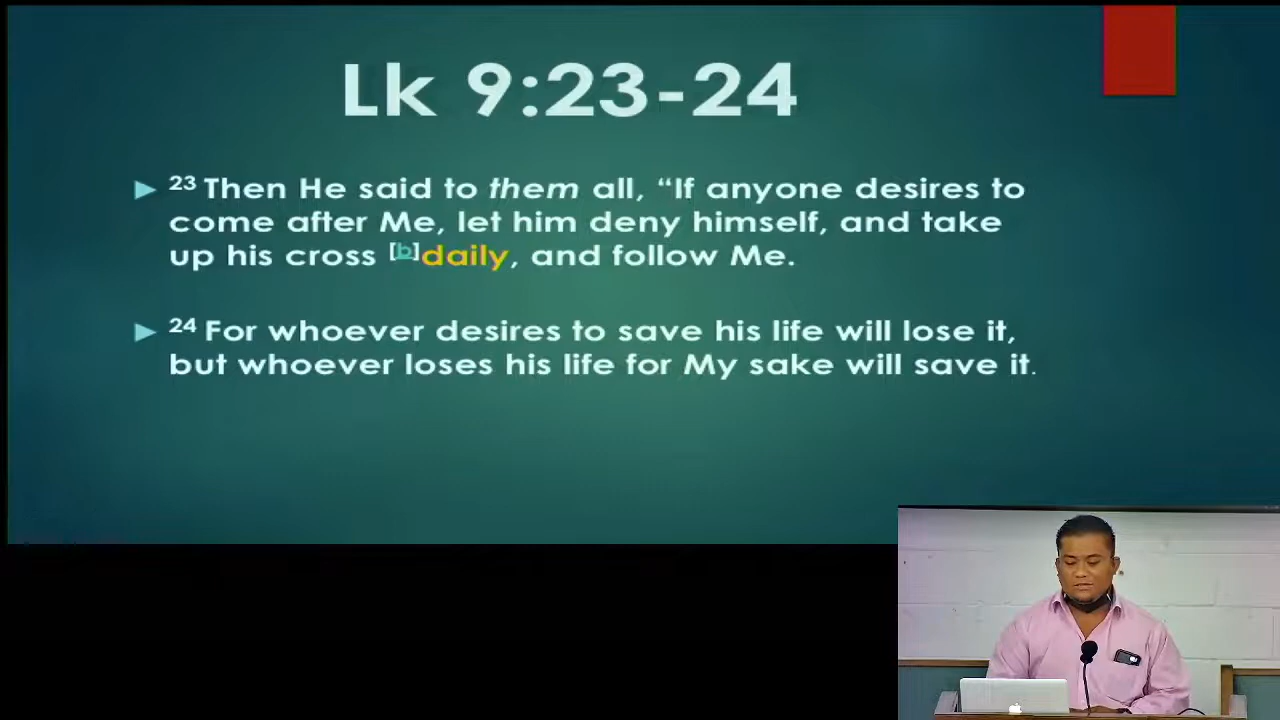 Lk 9:23-24
23 Then He said to them all, “If anyone desires to
come after Me, let him deny himself, and take
up his cross [b]daily, and follow Me.
24 For whoever desires to save his life will lose it,
but whoever loses his life for My sake will save it.